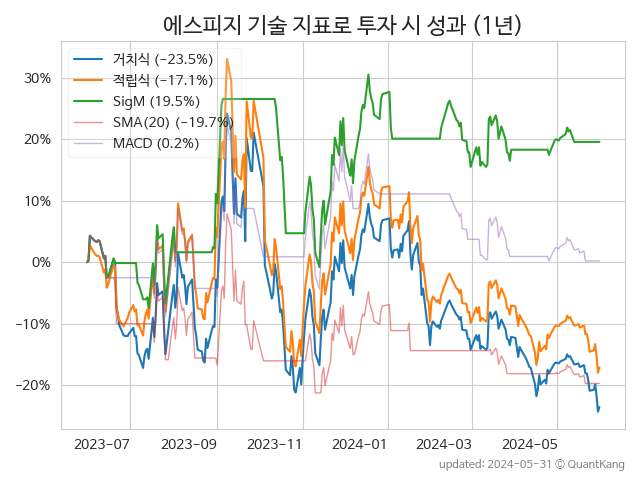 에스피지 기술 지표로 투자 시 성과 (1년)
거치식 (-23.5%)
적립식 (-17.1%)
SigM (19.5%)
SMA(20) (-19.7%)
MACD (0.2%)
30%
20%
10%
0%
-10%
-20%
2023-07 2023-09 2023-11 2024-01 2024-03 2024-05
updated: 2024-05-31 © QuantKang